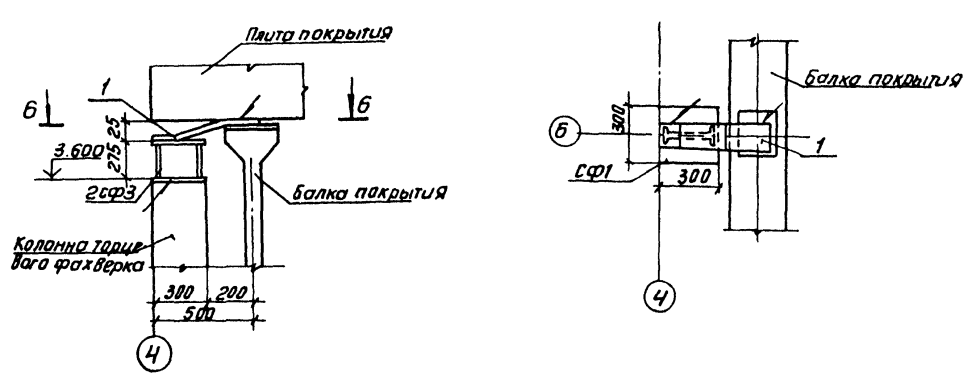 Плита покрытия
1
6
6
25
3.600
275
2СФ3
Балка покрытия
Колонна торце
вого фахверка
300
200
500
4
Балка покрытия
Б
300
1
СФ1
300
4